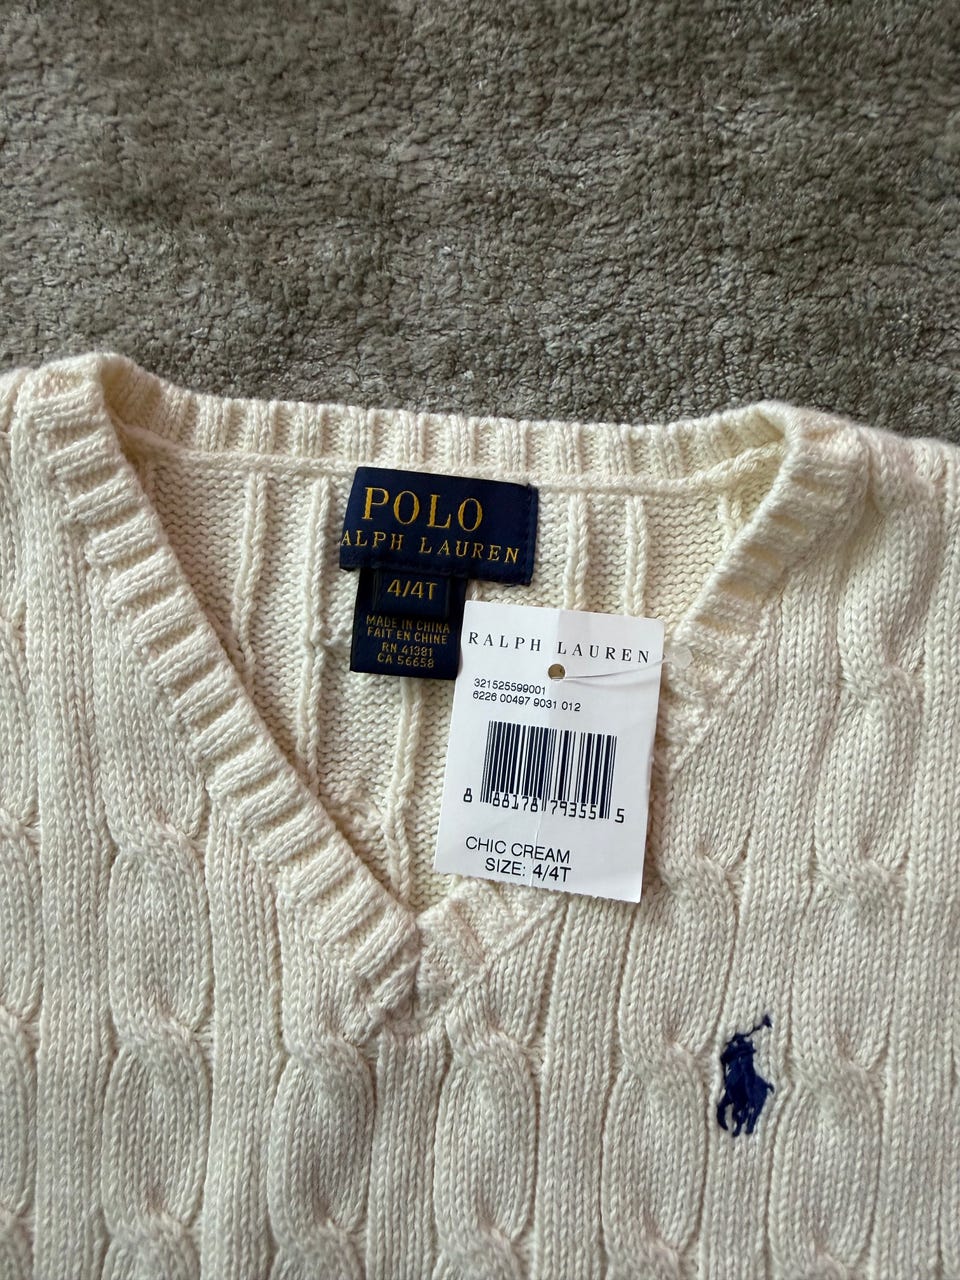 POLO
ALPH LAUREN
4/4T
MADE IN CHINA
FAIT EN CHINE
RN 41381
CA 56658
RALPH LAUREN
321525599001
6226 00497 9031 012
8 88178 79355 5
CHIC CREAM
SIZE: 4/4T